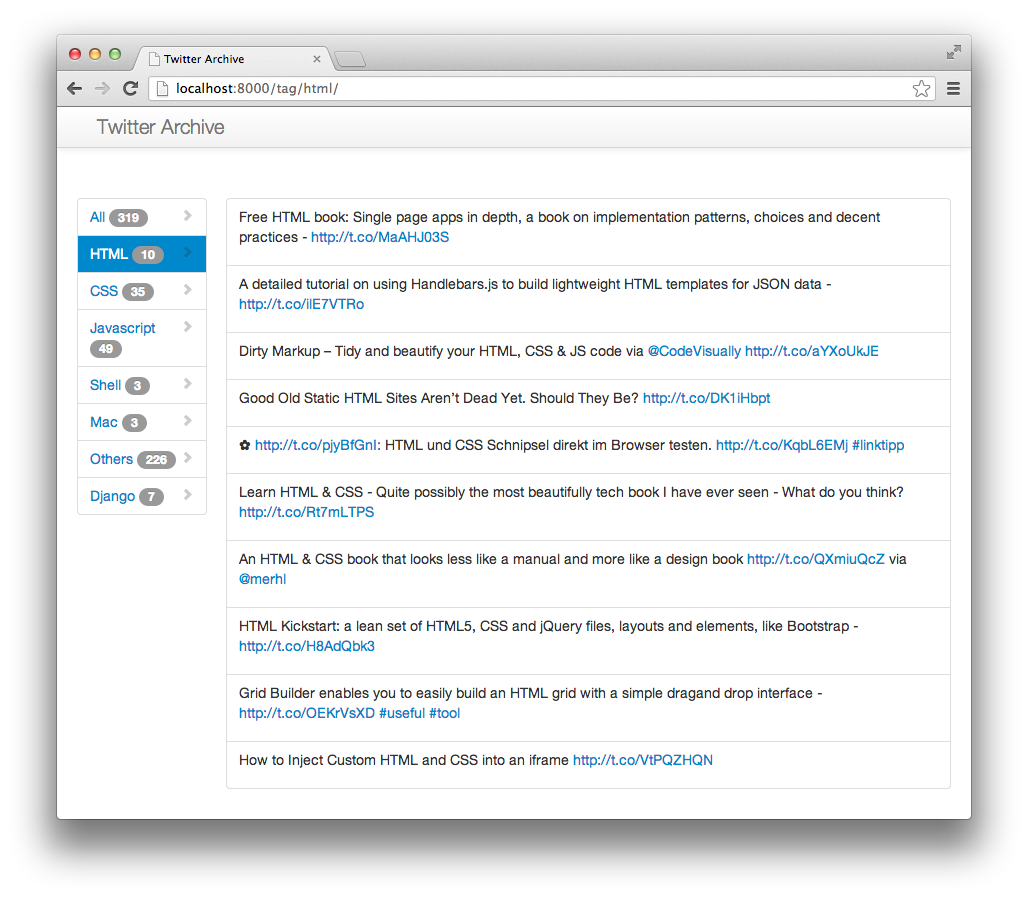 Twitter Archive
localhost:8000/tag/html/
Twitter Archive
All 319
HTML 10
CSS 35
Javascript
49
Shell 3
Mac 3
Others 226
Django 7
Free HTML book: Single page apps in depth, a book on implementation patterns, choices and decent
practices - http://t.co/MaAHJ03S
A detailed tutorial on using Handlebars.js to build lightweight HTML templates for JSON data -
http://t.co/ilE7VTRo
Dirty Markup – Tidy and beautify your HTML, CSS & JS code via @CodeVisually http://t.co/aYXoUkJE
Good Old Static HTML Sites Aren’t Dead Yet. Should They Be? http://t.co/DK1iHbpt
✿ http://t.co/pjyBfGnI: HTML und CSS Schnipsel direkt im Browser testen. http://t.co/KqbL6EMj #linktipp
Learn HTML & CSS - Quite possibly the most beautifully tech book I have ever seen - What do you think?
http://t.co/Rt7mLTPS
An HTML & CSS book that looks less like a manual and more like a design book http://t.co/QXmiuQcZ via
@merhl
HTML Kickstart: a lean set of HTML5, CSS and jQuery files, layouts and elements, like Bootstrap -
http://t.co/H8AdQbk3
Grid Builder enables you to easily build an HTML grid with a simple dragand drop interface -
http://t.co/OEKrVsXD #useful #tool
How to Inject Custom HTML and CSS into an iframe http://t.co/VtPQZHQN